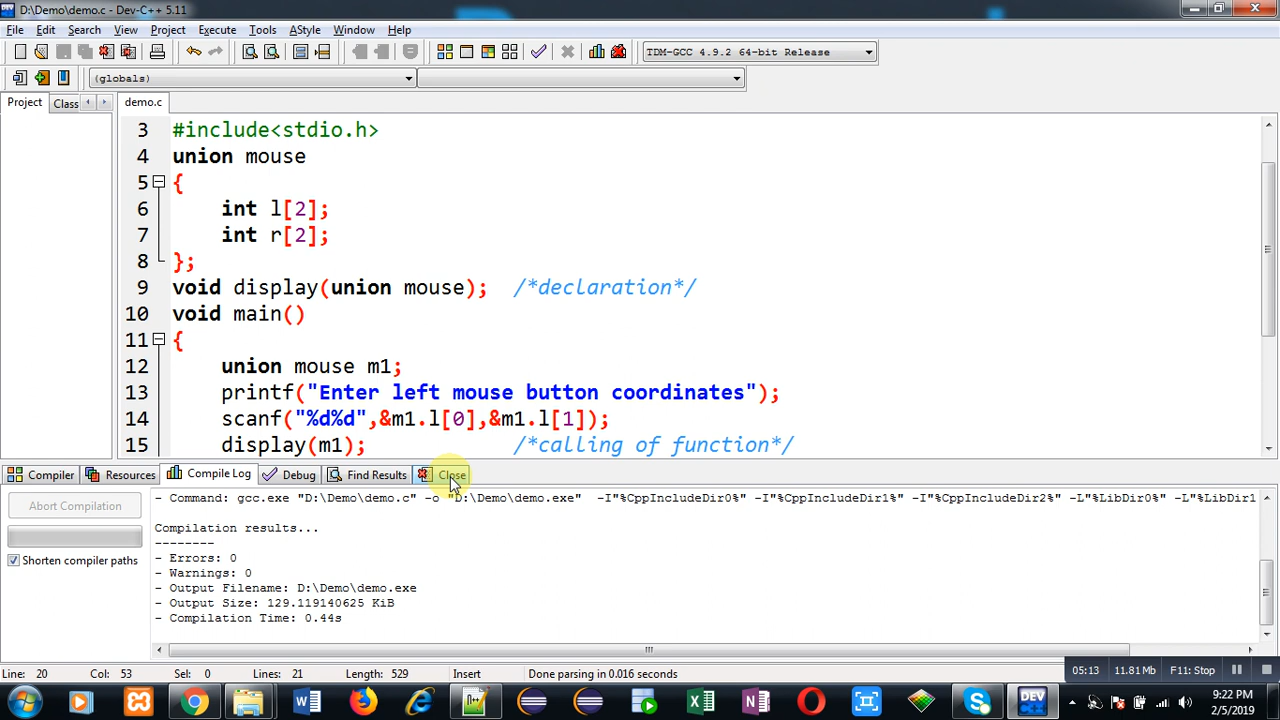 D:\Demo\demo.c - Dev-C++ 5.11
File Edit Search View Project Execute Tools AStyle Window Help
TDM-GCC 4.9.2 64-bit Release
(globals)
Project Class demo.c
3 #include<stdio.h>
4 union mouse
5 {
6 int l[2];
7 int r[2];
8 };
9 void display(union mouse); /*declaration*/
10 void main()
11 {
12 union mouse m1;
13 printf("Enter left mouse button coordinates");
14 scanf("%d%d",&m1.l[0],&m1.l[1]);
15 display(m1); /*calling of function*/
Compiler Resources Compile Log Debug Find Results Close
Abort Compilation
Shorten compiler paths
- Command: gcc.exe "D:\Demo\demo.c" -o "D:\Demo\demo.exe" -I"%CppIncludeDir0%" -I"%CppIncludeDir1%" -I"%CppIncludeDir2%" -L"%LibDir0%" -L"%LibDir1
Compilation results...
--------
- Errors: 0
- Warnings: 0
- Output Filename: D:\Demo\demo.exe
- Output Size: 129.119140625 KiB
- Compilation Time: 0.44s
Line: 20 Col: 53 Sel: 0 Lines: 21 Length: 529 Insert Done parsing in 0.016 seconds
05:13 11.81 Mb F11: Stop
9:22 PM
2/5/2019